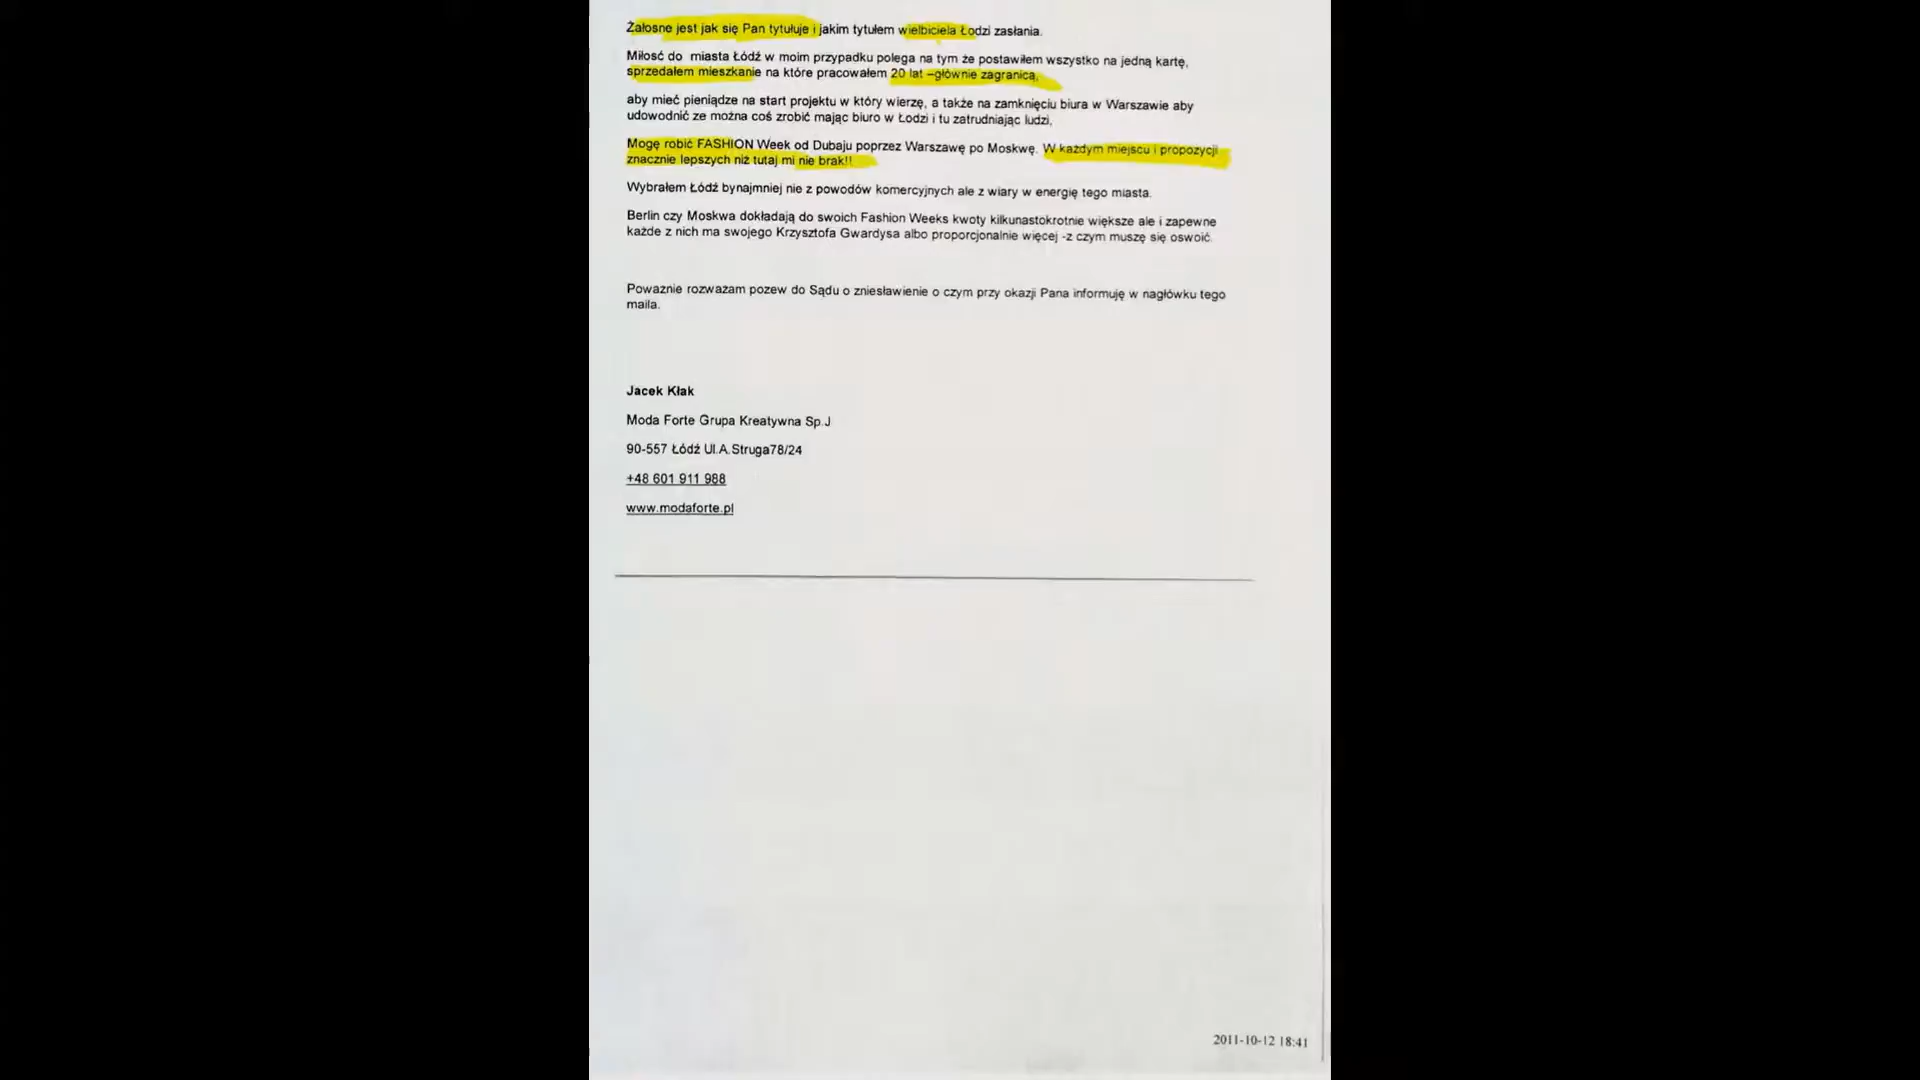 Żałosne jest jak się Pan tytułuje i jakim tytułem wielbiciela Łodzi zasłania.
Miłość do miasta Łódź w moim przypadku polega na tym że postawiłem wszystko na jedną kartę,
sprzedałem mieszkanie na które pracowałem 20 lat –głównie zagranicą,
aby mieć pieniądze na start projektu w który wierzę, a także na zamknięciu biura w Warszawie aby
udowodnić ze można coś zrobić mając biuro w Łodzi i tu zatrudniając ludzi,
Mogę robić FASHION Week od Dubaju poprzez Warszawę po Moskwę. W każdym miejscu i propozycji
znacznie lepszych niż tutaj mi nie brak!!
Wybrałem Łódź bynajmniej nie z powodów komercyjnych ale z wiary w energię tego miasta.
Berlin czy Moskwa dokładają do swoich Fashion Weeks kwoty kilkunastokrotnie większe ale i zapewne
każde z nich ma swojego Krzysztofa Gwardysa albo proporcjonalnie więcej -z czym muszę się oswoić.
Poważnie rozważam pozew do Sądu o zniesławienie o czym przy okazji Pana informuję w nagłówku tego
maila.
Jacek Kłak
Moda Forte Grupa Kreatywna Sp.J
90-557 Łódź Ul.A.Struga78/24
+48 601 911 988
www.modaforte.pl
2011-10-12 18:41